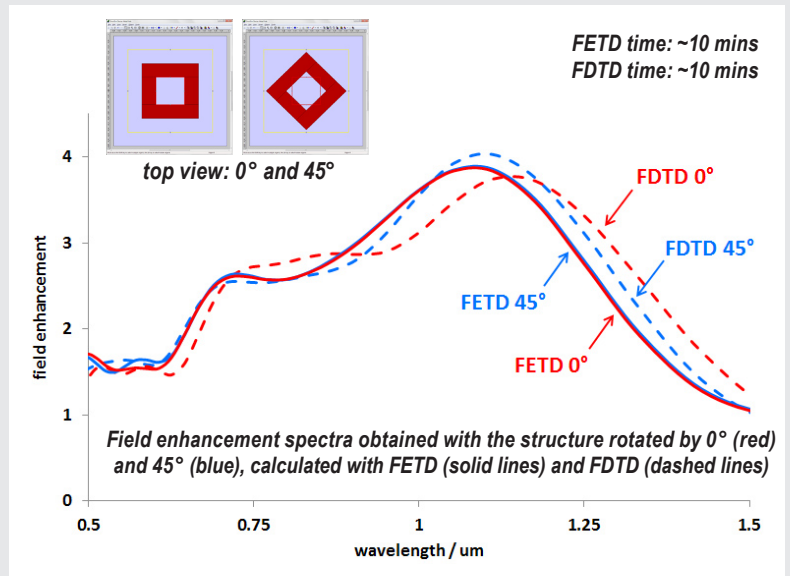 FETD time: ~10 mins
FDTD time: ~10 mins
top view: 0° and 45°
4
3
2
1
0
field enhancement
FDTD 0°
FDTD 45°
FETD 45°
FETD 0°
Field enhancement spectra obtained with the structure rotated by 0° (red)
and 45° (blue), calculated with FETD (solid lines) and FDTD (dashed lines)
0.5
0.75
1
1.25
1.5
wavelength / um